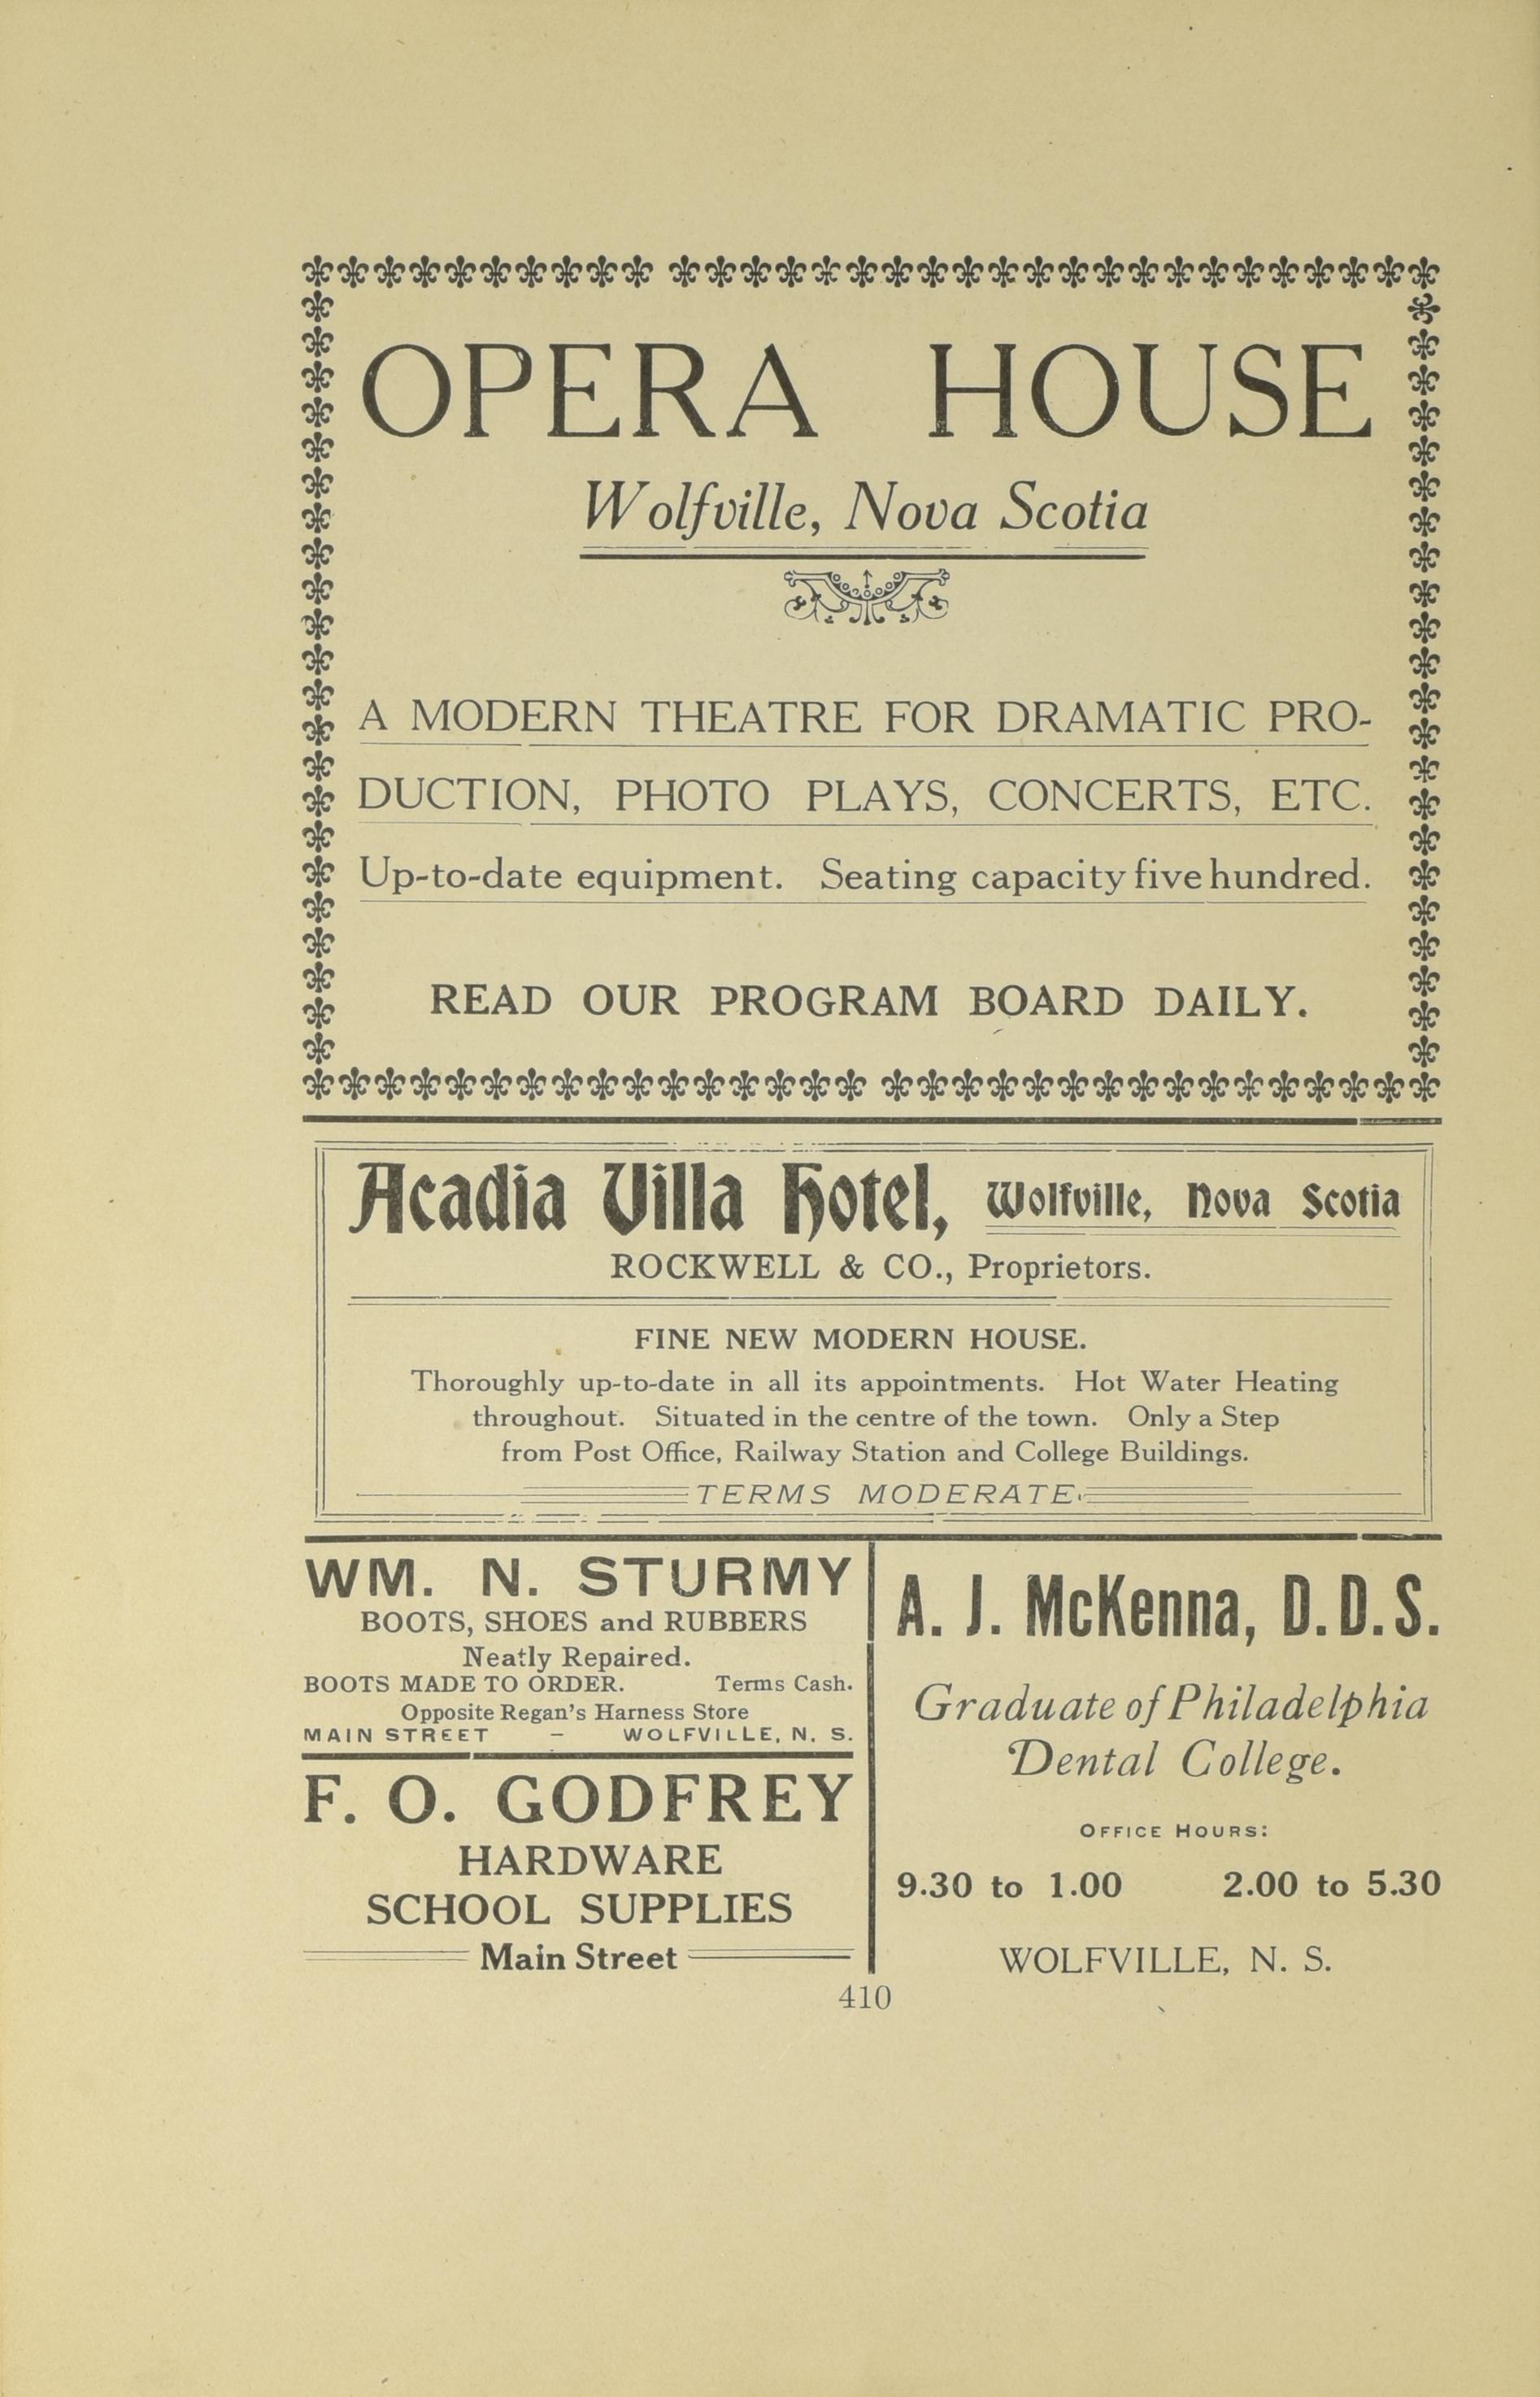 OPERA HOUSE
Wolfville, Nova Scotia
A MODERN THEATRE FOR DRAMATIC PRO-
DUCTION, PHOTO PLAYS, CONCERTS, ETC.
Up-to-date equipment. Seating capacity five hundred.
READ OUR PROGRAM BOARD DAILY.
Acadia Villa Hotel, Wolfville, Nova Scotia
ROCKWELL & CO., Proprietors.
FINE NEW MODERN HOUSE.
Thoroughly up-to-date in all its appointments. Hot Water Heating
throughout. Situated in the centre of the town. Only a Step
from Post Office, Railway Station and College Buildings.
TERMS MODERATE.
WM. N. STURMY
BOOTS, SHOES and RUBBERS
Neatly Repaired.
BOOTS MADE TO ORDER. Terms Cash.
Opposite Regan's Harness Store
MAIN STREET - WOLFVILLE, N. S.
F. O. GODFREY
HARDWARE
SCHOOL SUPPLIES
Main Street
A. J. McKenna, D.D.S.
Graduate of Philadelphia
Dental College.
OFFICE HOURS:
9.30 to 1.00 2.00 to 5.30
WOLFVILLE, N. S.
410